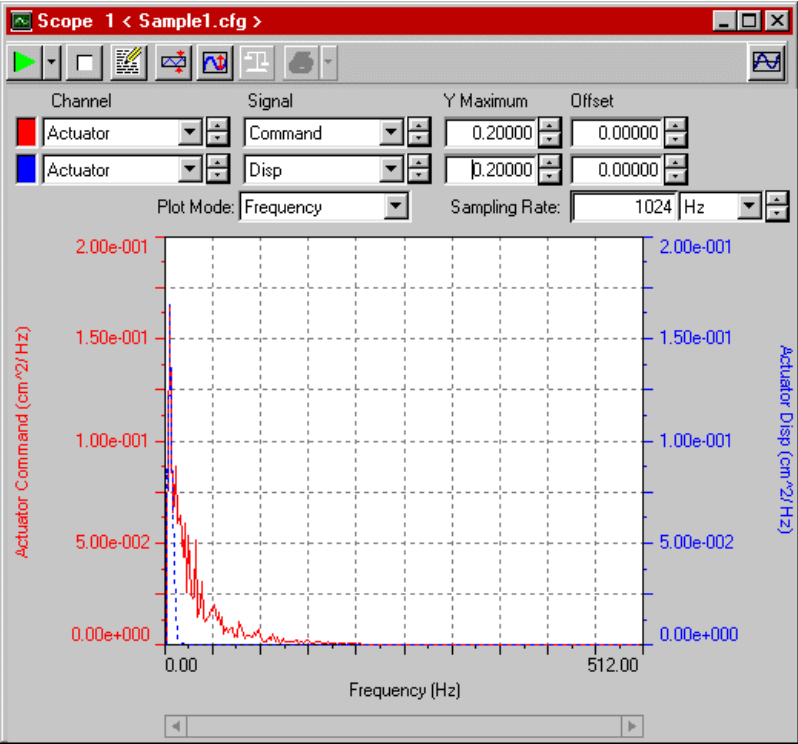 Scope 1 < Sample1.cfg >
Channel Signal Y Maximum Offset
Actuator Command 0.20000 0.00000
Actuator Disp 0.20000 0.00000
Plot Mode: Frequency Sampling Rate: 1024 Hz
2.00e-001 2.00e-001
1.50e-001 1.50e-001
1.00e-001 1.00e-001
5.00e-002 5.00e-002
0.00e+000 0.00e+000
Actuator Command (cm^2/Hz)
Actuator Disp (cm^2/Hz)
0.00 512.00
Frequency (Hz)